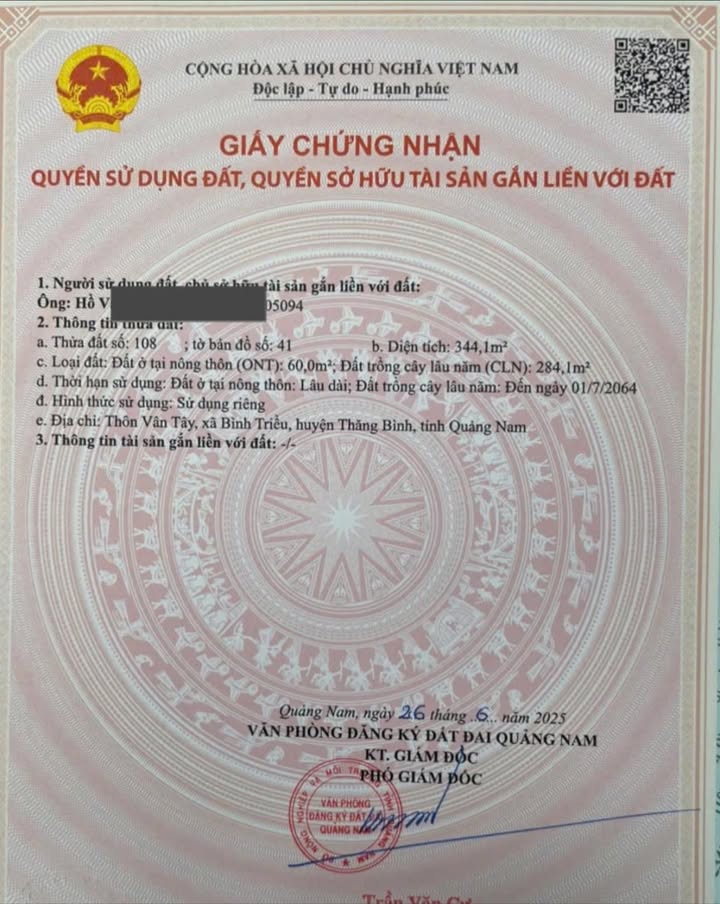 CỘNG HÒA XÃ HỘI CHỦ NGHĨA VIỆT NAM
Độc lập - Tự do - Hạnh phúc
GIẤY CHỨNG NHẬN
QUYỀN SỬ DỤNG ĐẤT, QUYỀN SỞ HỮU TÀI SẢN GẮN LIỀN VỚI ĐẤT
1. Người sử dụng đất, chủ sở hữu tài sản gắn liền với đất:
Ông: Hồ V 05094
2. Thông tin thửa đất:
a. Thửa đất số: 108 ; tờ bản đồ số: 41 b. Diện tích: 344,1m²
c. Loại đất: Đất ở tại nông thôn (ONT): 60,0m²; Đất trồng cây lâu năm (CLN): 284,1m²
d. Thời hạn sử dụng: Đất ở tại nông thôn: Lâu dài; Đất trồng cây lâu năm: Đến ngày 01/7/2064
đ. Hình thức sử dụng: Sử dụng riêng
e. Địa chỉ: Thôn Vân Tây, xã Bình Triều, huyện Thăng Bình, tỉnh Quảng Nam
3. Thông tin tài sản gắn liền với đất: -/-
Quảng Nam, ngày 26 tháng 6 năm 2025
VĂN PHÒNG ĐĂNG KÝ ĐẤT ĐAI QUẢNG NAM
KT. GIÁM ĐỐC
PHÓ GIÁM ĐỐC
VĂN PHÒNG
ĐĂNG KÝ ĐẤT
QUẢNG NAM
Trần Văn